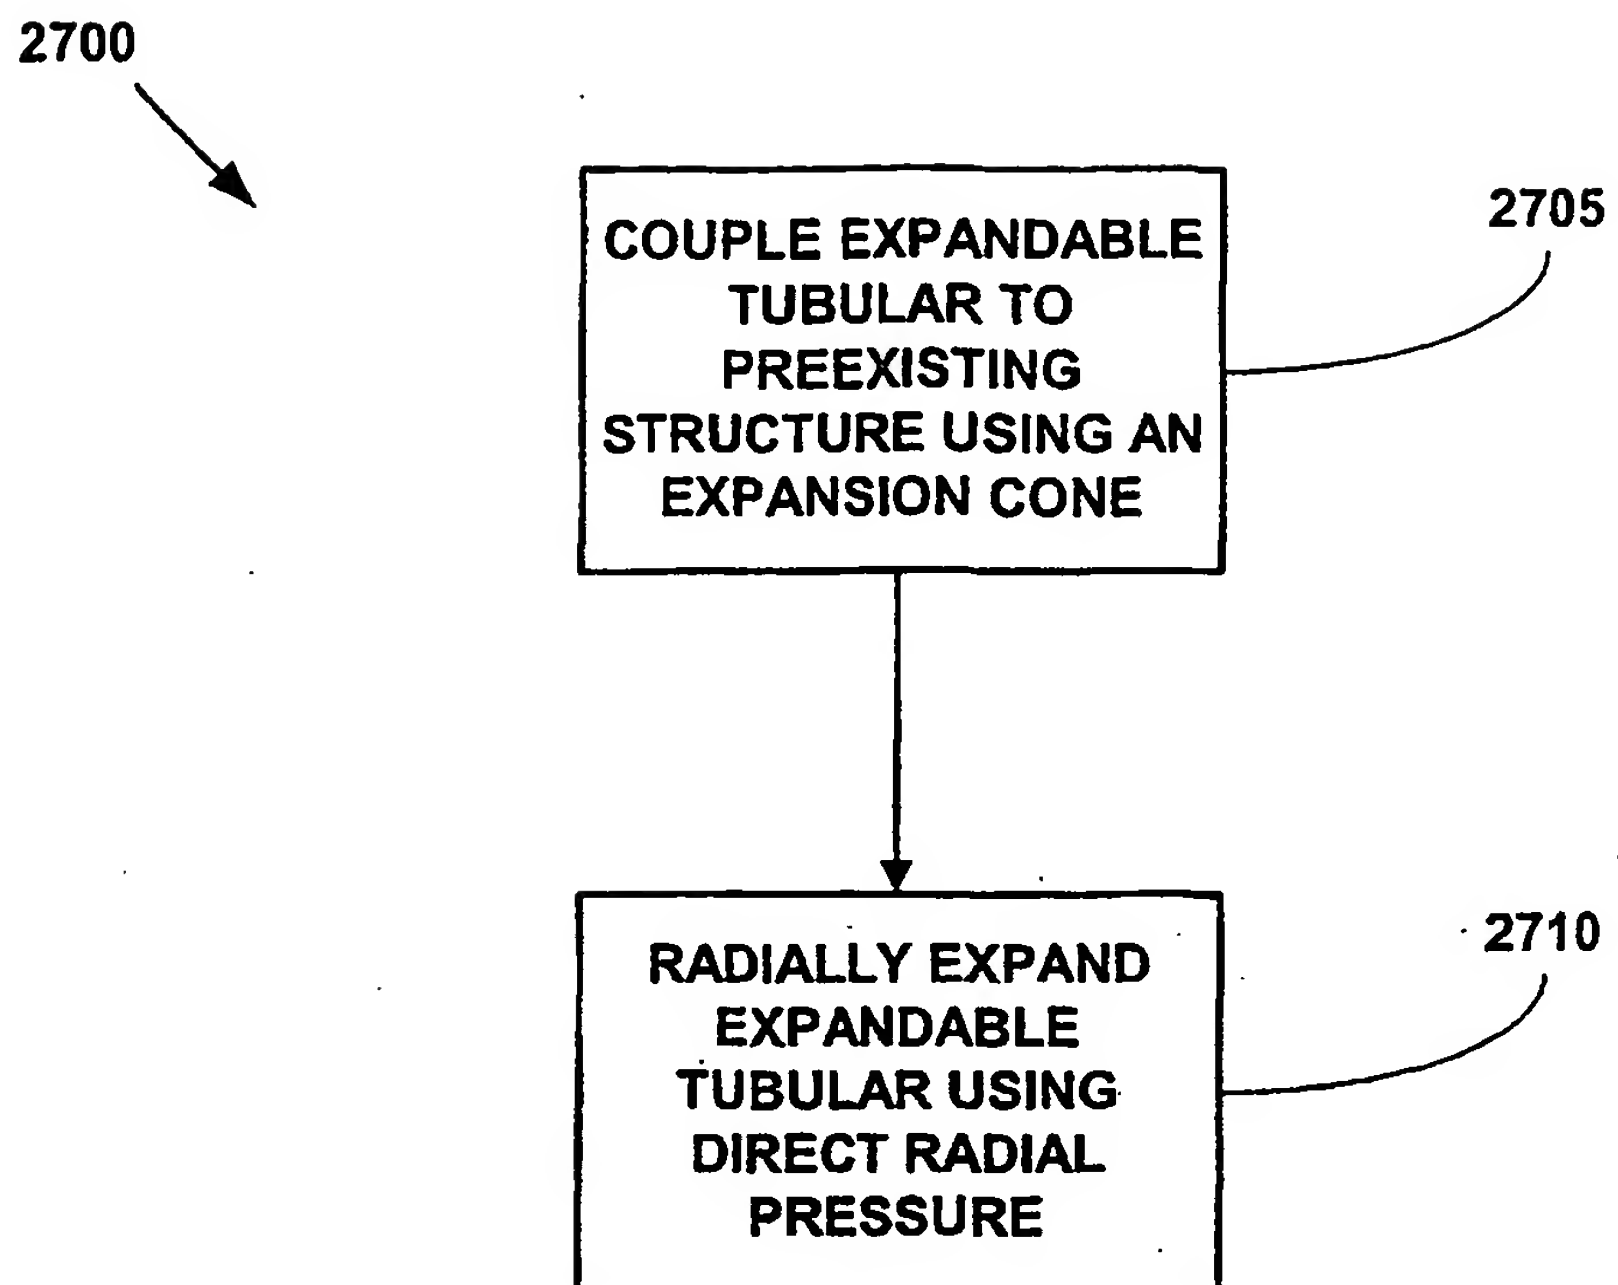 2700
2705
COUPLE EXPANDABLE
TUBULAR TO
PREEXISTING
STRUCTURE USING AN
EXPANSION CONE
2710
RADIALLY EXPAND
EXPANDABLE
TUBULAR USING
DIRECT RADIAL
PRESSURE